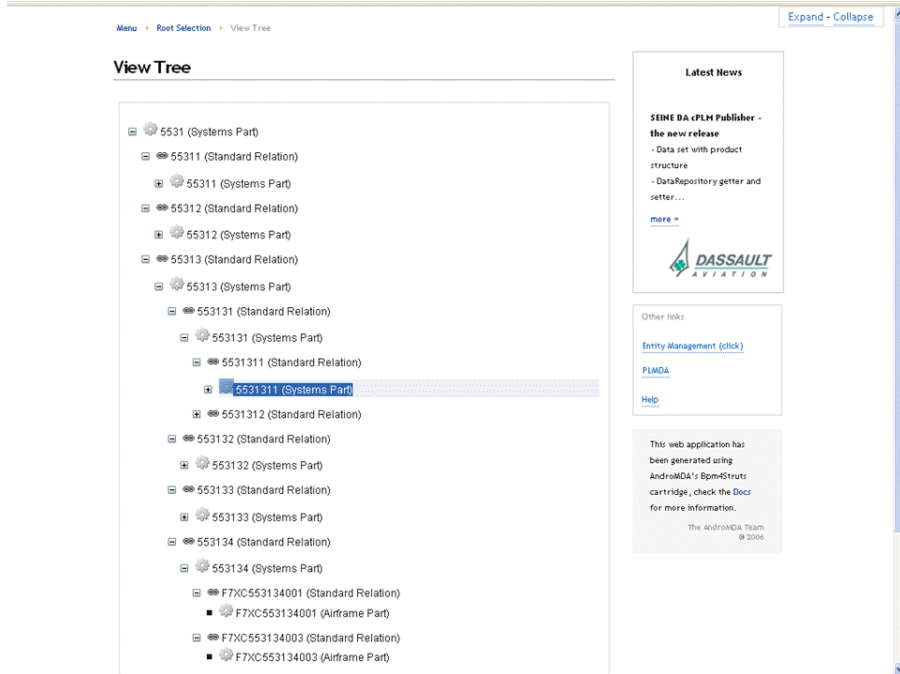 Expand - Collapse
Menu › Root Selection › View Tree
View Tree
5531 (Systems Part)
55311 (Standard Relation)
55311 (Systems Part)
55312 (Standard Relation)
55312 (Systems Part)
55313 (Standard Relation)
55313 (Systems Part)
553131 (Standard Relation)
553131 (Systems Part)
5531311 (Standard Relation)
5531311 (Systems Part)
5531312 (Standard Relation)
553132 (Standard Relation)
553132 (Systems Part)
553133 (Standard Relation)
553133 (Systems Part)
553134 (Standard Relation)
553134 (Systems Part)
F7XC553134001 (Standard Relation)
F7XC553134001 (Airframe Part)
F7XC553134003 (Standard Relation)
F7XC553134003 (Airframe Part)
Latest News
SEINE DA cPLM Publisher -
the new release
- Data set with product
structure
- DataRepository getter and
setter...
more »
DASSAULT
AVIATION
Other links
Entity Management (click)
PLMDA
Help
This web application has
been generated using
AndroMDA's Bpm4Struts
cartridge, check the Docs
for more information.
The AndroMDA Team
© 2006